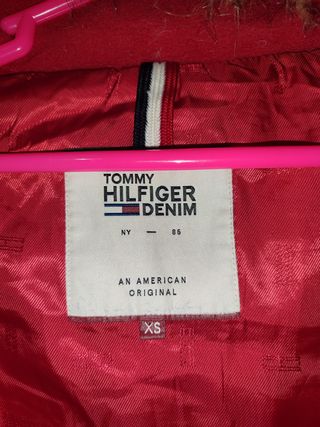 TOMMY
HILFIGER
DENIM
NY — 85
AN AMERICAN
ORIGINAL
XS